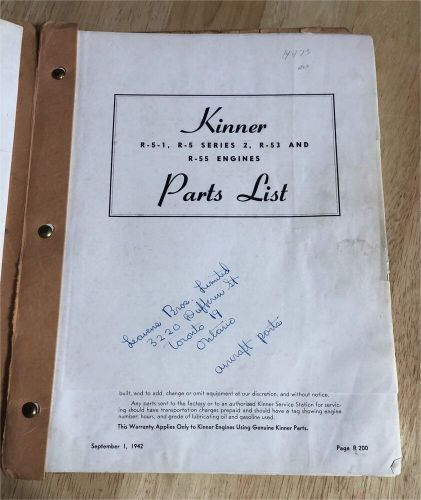 4473
Kinner
R-5-1, R-5 SERIES 2, R-53 AND
R-55 ENGINES
Parts List
Leavens Bros. Limited
3220 Dufferin St
Toronto 19
Ontario
aircraft parts
built, and to add, change or omit equipment at our discretion, and without notice.
Any parts sent to the factory or to an authorized Kinner Service Station for servic-
ing should have transportation charges prepaid and should have a tag showing engine
number, hours, and grade of lubricating oil and gasoline used.
This Warranty Applies Only to Kinner Engines Using Genuine Kinner Parts.
September 1, 1942
Page R 200